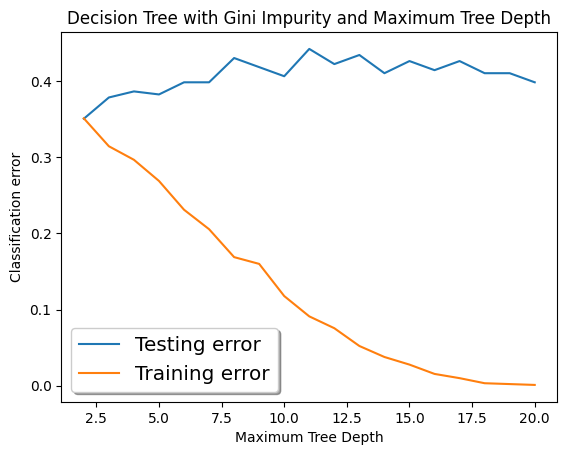 Decision Tree with Gini Impurity and Maximum Tree Depth
Classification error
0.4
0.3
0.2
0.1
0.0
Testing error
Training error
2.5 5.0 7.5 10.0 12.5 15.0 17.5 20.0
Maximum Tree Depth